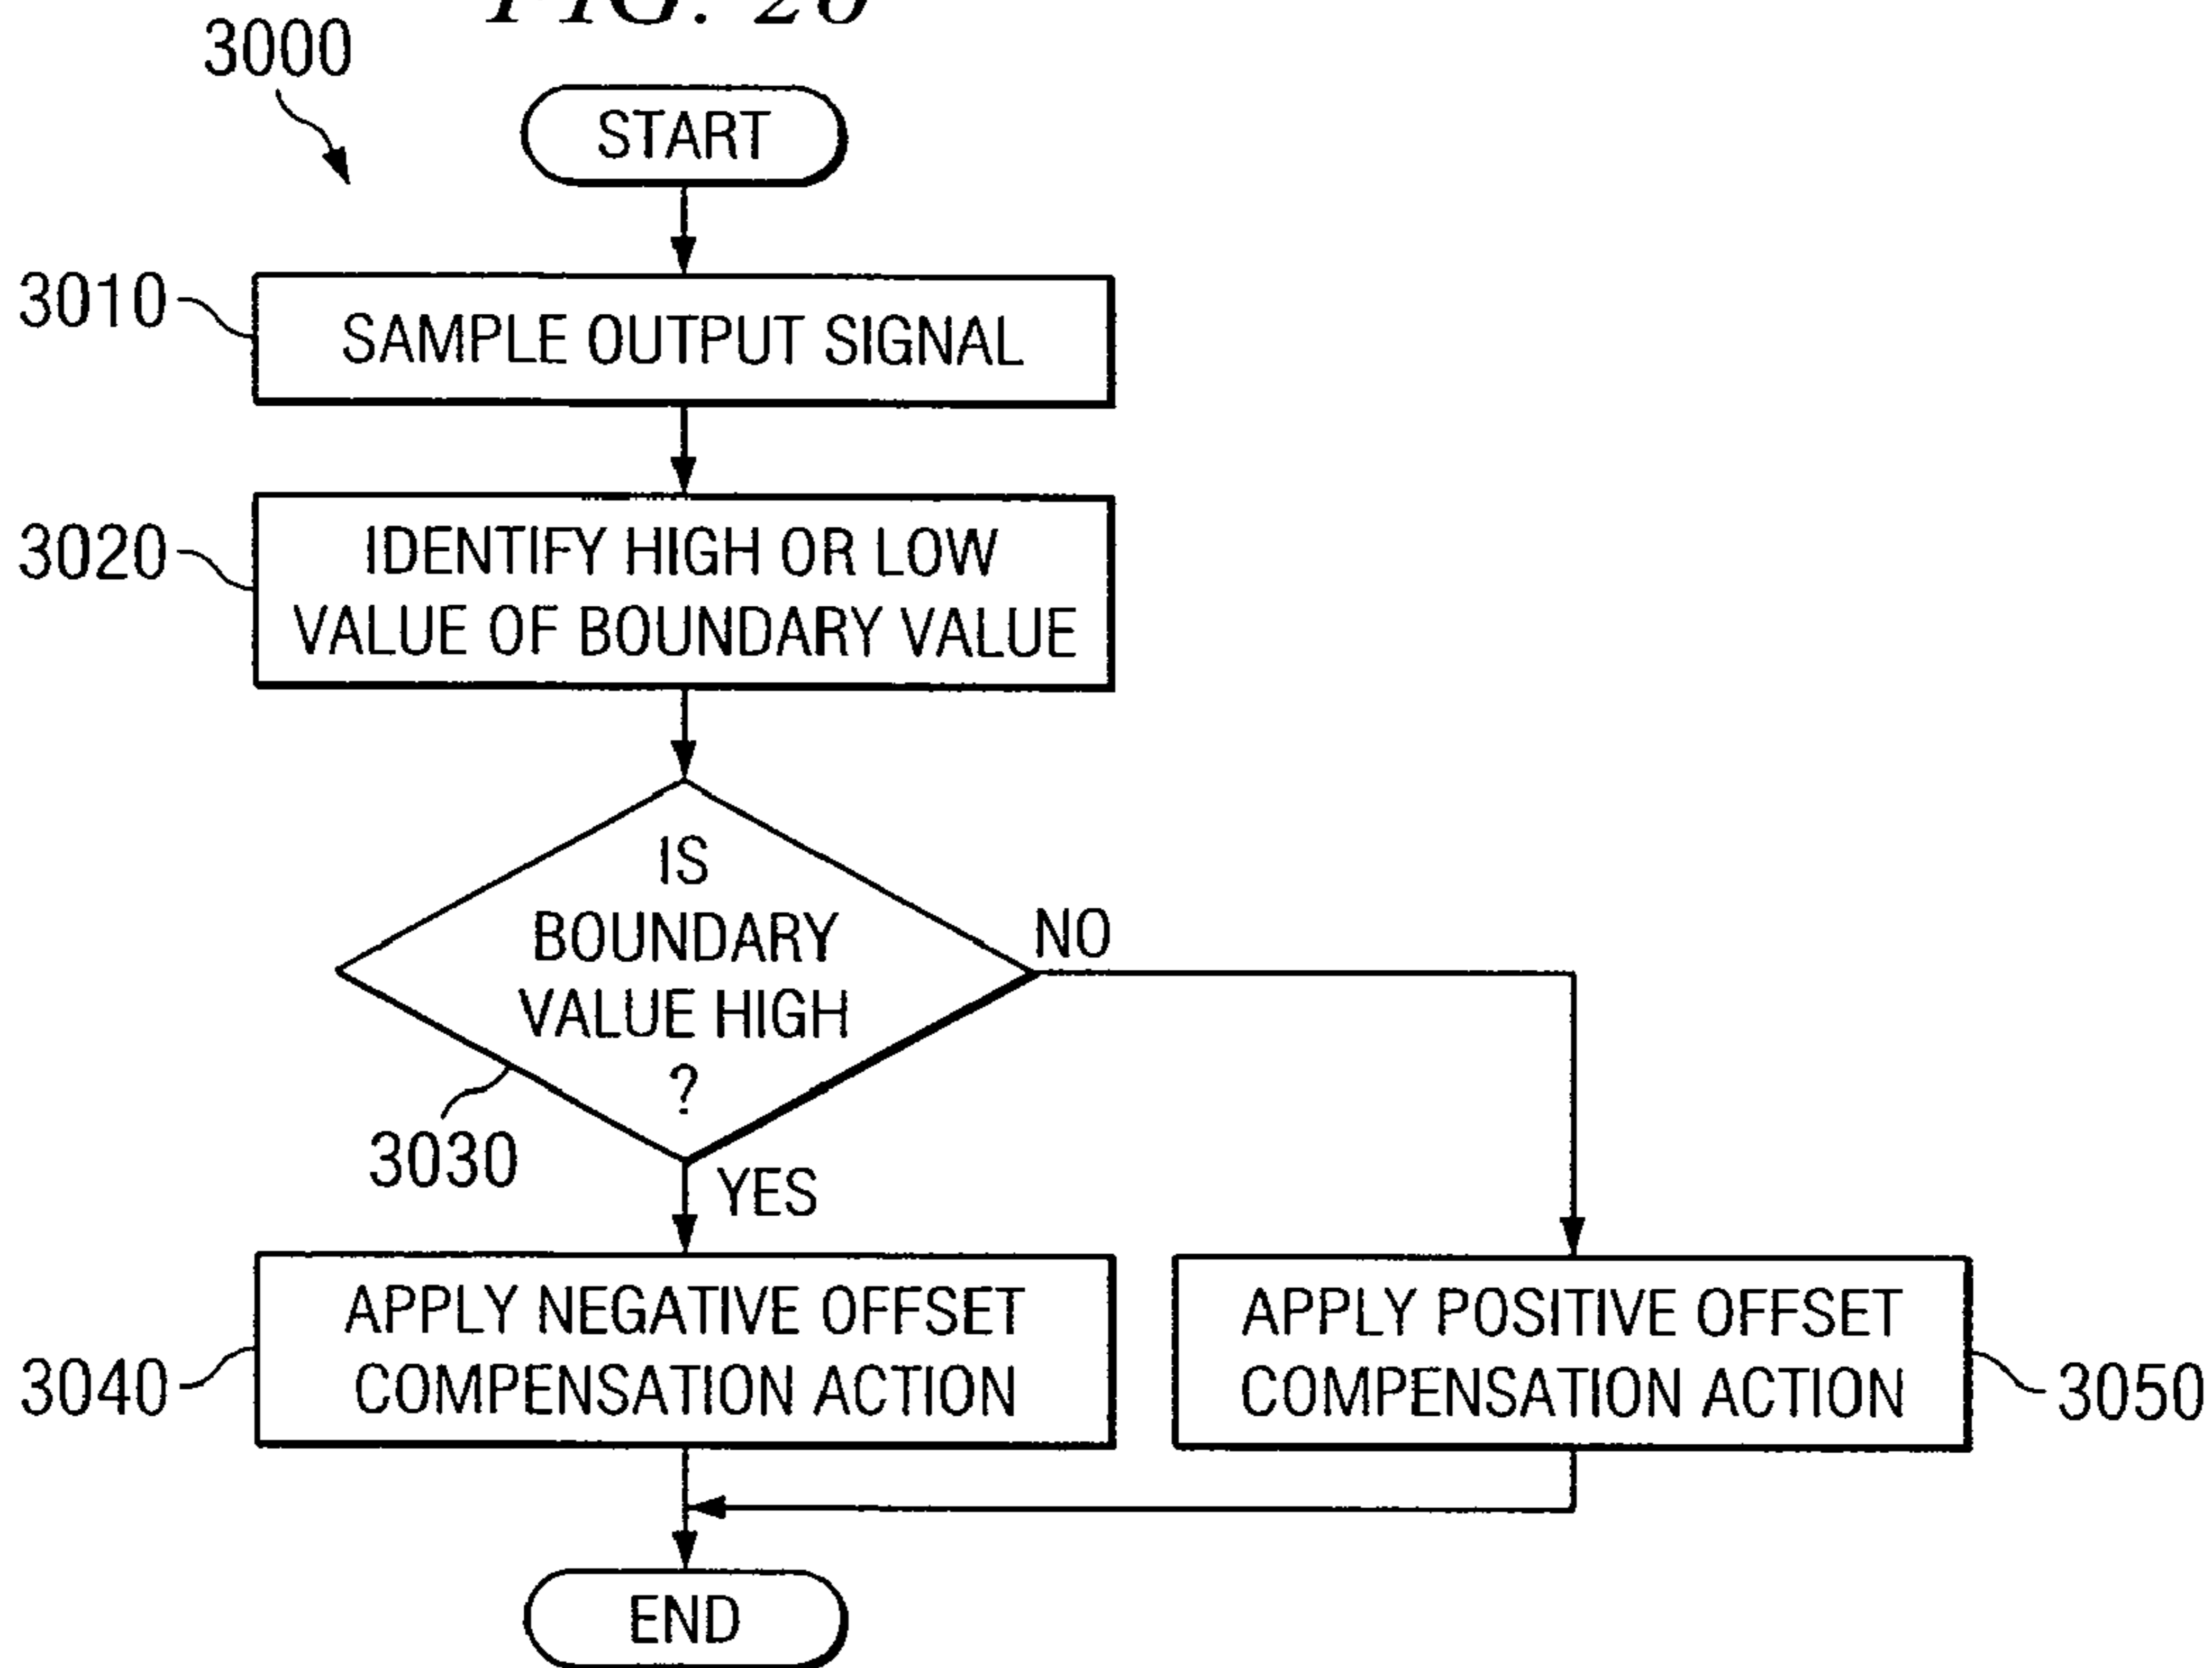 3000
START
3010
SAMPLE OUTPUT SIGNAL
3020
IDENTIFY HIGH OR LOW
VALUE OF BOUNDARY VALUE
IS
BOUNDARY
VALUE HIGH
?
NO
3030
YES
3040
APPLY NEGATIVE OFFSET
COMPENSATION ACTION
APPLY POSITIVE OFFSET
COMPENSATION ACTION
3050
END